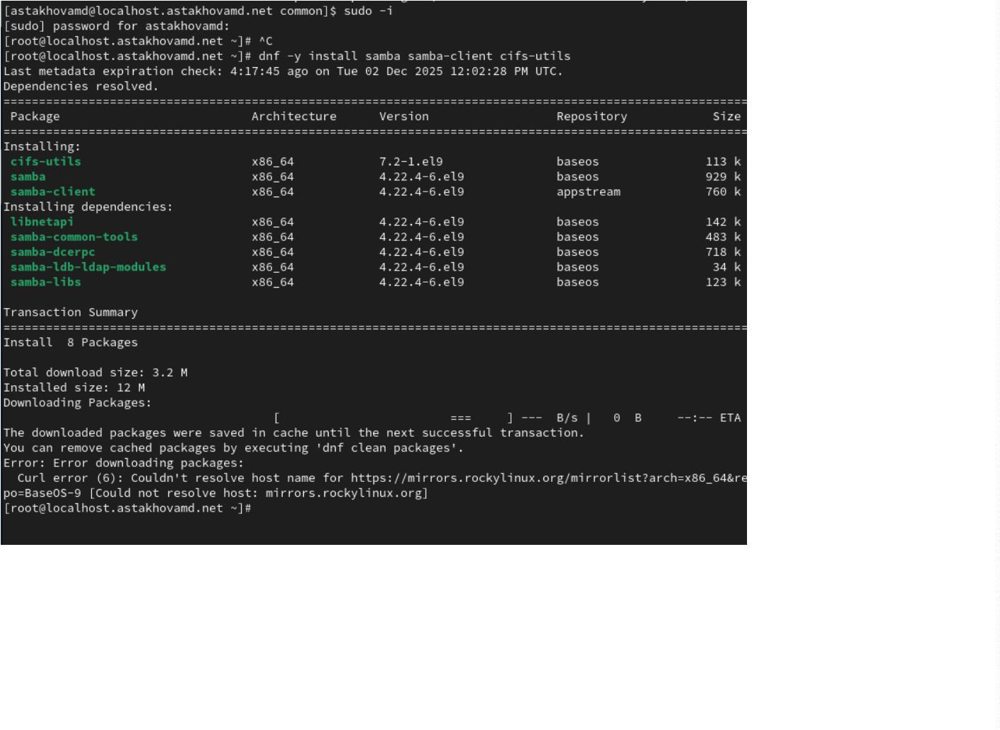 [astakhovamd@localhost.astakhovamd.net common]$ sudo -i
[sudo] password for astakhovamd:
[root@localhost.astakhovamd.net ~]# ^C
[root@localhost.astakhovamd.net ~]# dnf -y install samba samba-client cifs-utils
Last metadata expiration check: 4:17:45 ago on Tue 02 Dec 2025 12:02:28 PM UTC.
Dependencies resolved.
=========================================================================================================
Package Architecture Version Repository Size
=========================================================================================================
Installing:
cifs-utils x86_64 7.2-1.el9 baseos 113 k
samba x86_64 4.22.4-6.el9 baseos 929 k
samba-client x86_64 4.22.4-6.el9 appstream 760 k
Installing dependencies:
libnetapi x86_64 4.22.4-6.el9 baseos 142 k
samba-common-tools x86_64 4.22.4-6.el9 baseos 483 k
samba-dcerpc x86_64 4.22.4-6.el9 baseos 718 k
samba-ldb-ldap-modules x86_64 4.22.4-6.el9 baseos 34 k
samba-libs x86_64 4.22.4-6.el9 baseos 123 k
Transaction Summary
=========================================================================================================
Install 8 Packages
Total download size: 3.2 M
Installed size: 12 M
Downloading Packages:
[ === ] --- B/s | 0 B --:-- ETA
The downloaded packages were saved in cache until the next successful transaction.
You can remove cached packages by executing 'dnf clean packages'.
Error: Error downloading packages:
Curl error (6): Couldn't resolve host name for https://mirrors.rockylinux.org/mirrorlist?arch=x86_64&re
po=BaseOS-9 [Could not resolve host: mirrors.rockylinux.org]
[root@localhost.astakhovamd.net ~]#